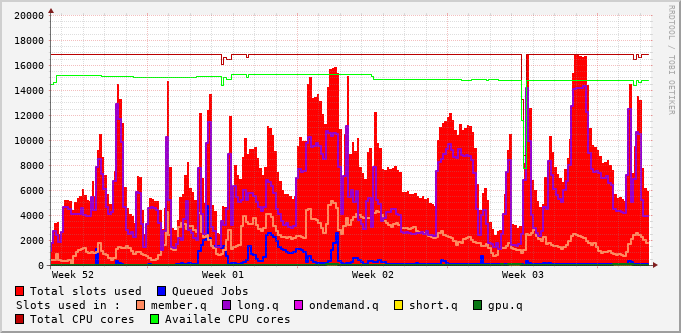 20000
18000
16000
14000
12000
10000
8000
6000
4000
2000
0
Week 52 Week 01 Week 02 Week 03
RRDTOOL / TOBI OETIKER
Total slots used Queued Jobs
Slots used in : member.q long.q ondemand.q short.q gpu.q
Total CPU cores Availale CPU cores